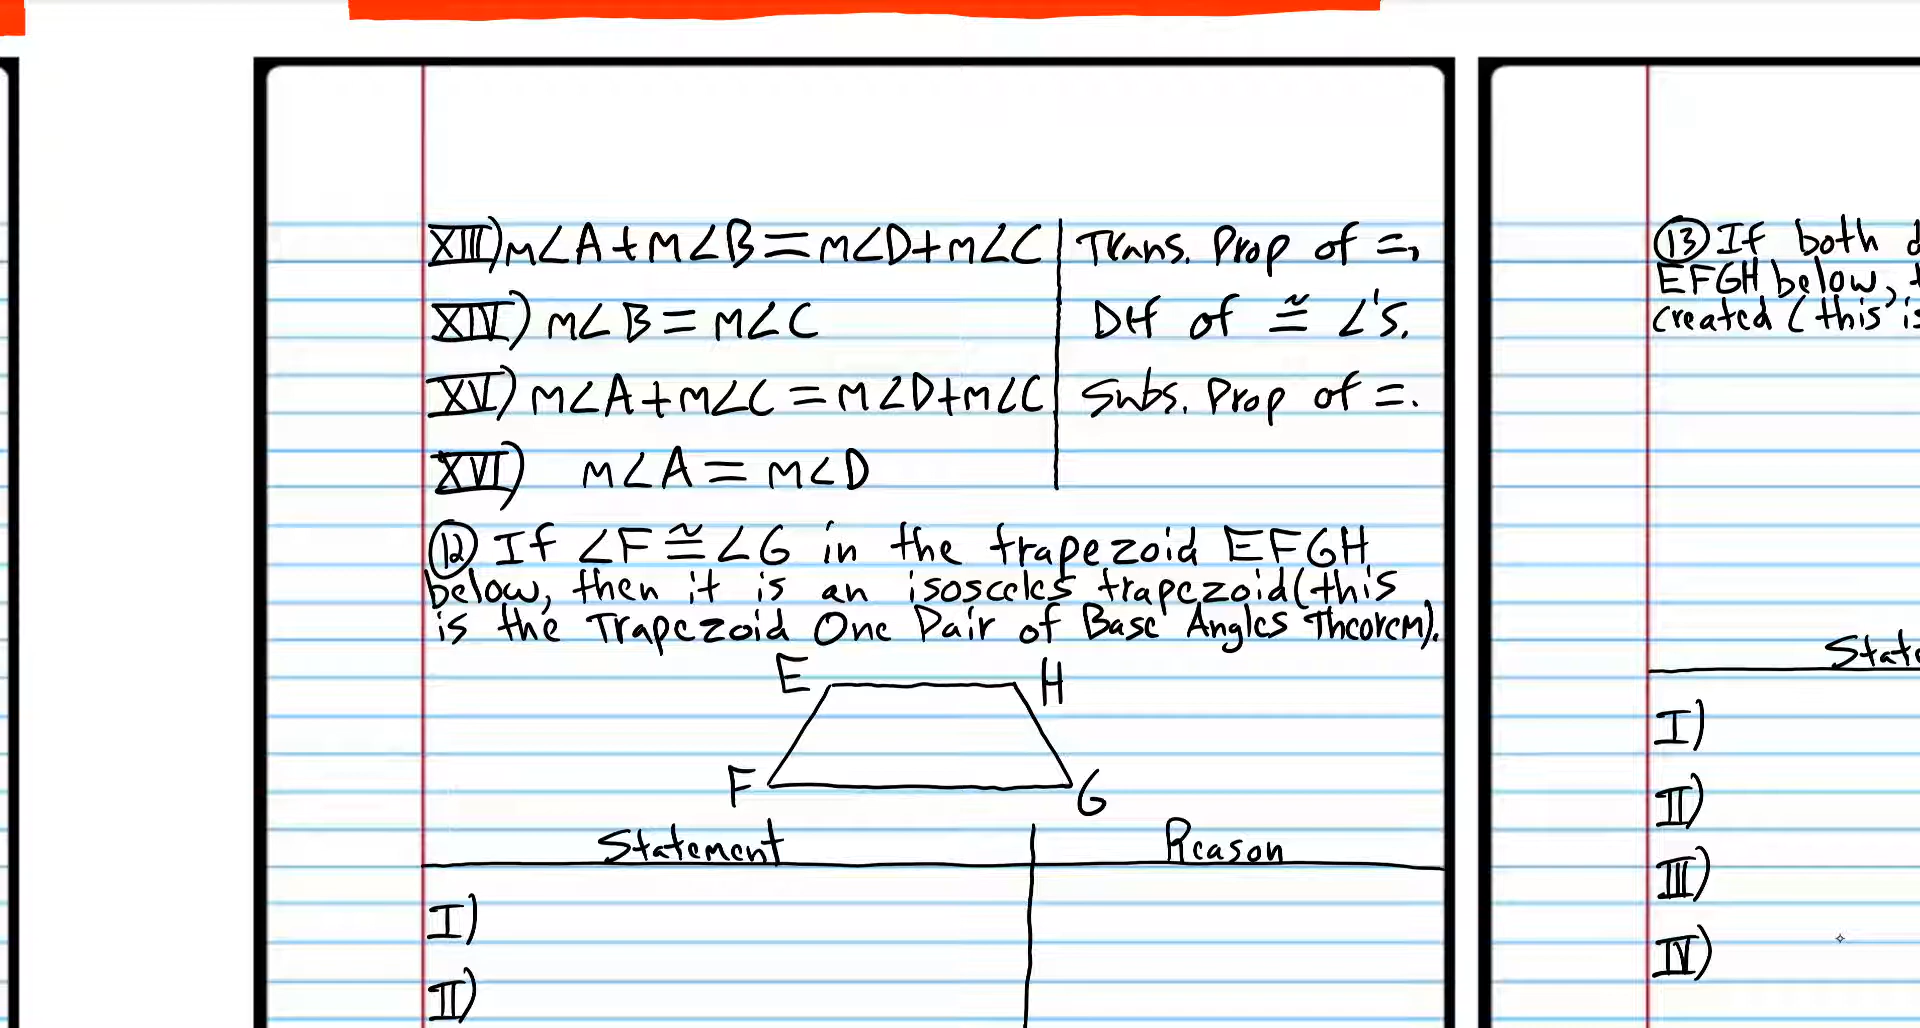 XIII) m∠A+m∠B=m∠D+m∠C Trans. Prop of =.
XIV) m∠B=m∠C Def of ≅ ∠'s.
XV) m∠A+m∠C=m∠D+m∠C Subs. Prop of =.
XVI) m∠A=m∠D
⑫ If ∠F≅∠G in the trapezoid EFGH
below, then it is an isosceles trapezoid(this
is the Trapezoid One Pair of Base Angles Theorem).
E H
F G
Statement Reason
I)
II)
⑬ If both
EFGH below,
created (this is
State
I)
II)
III)
IV)